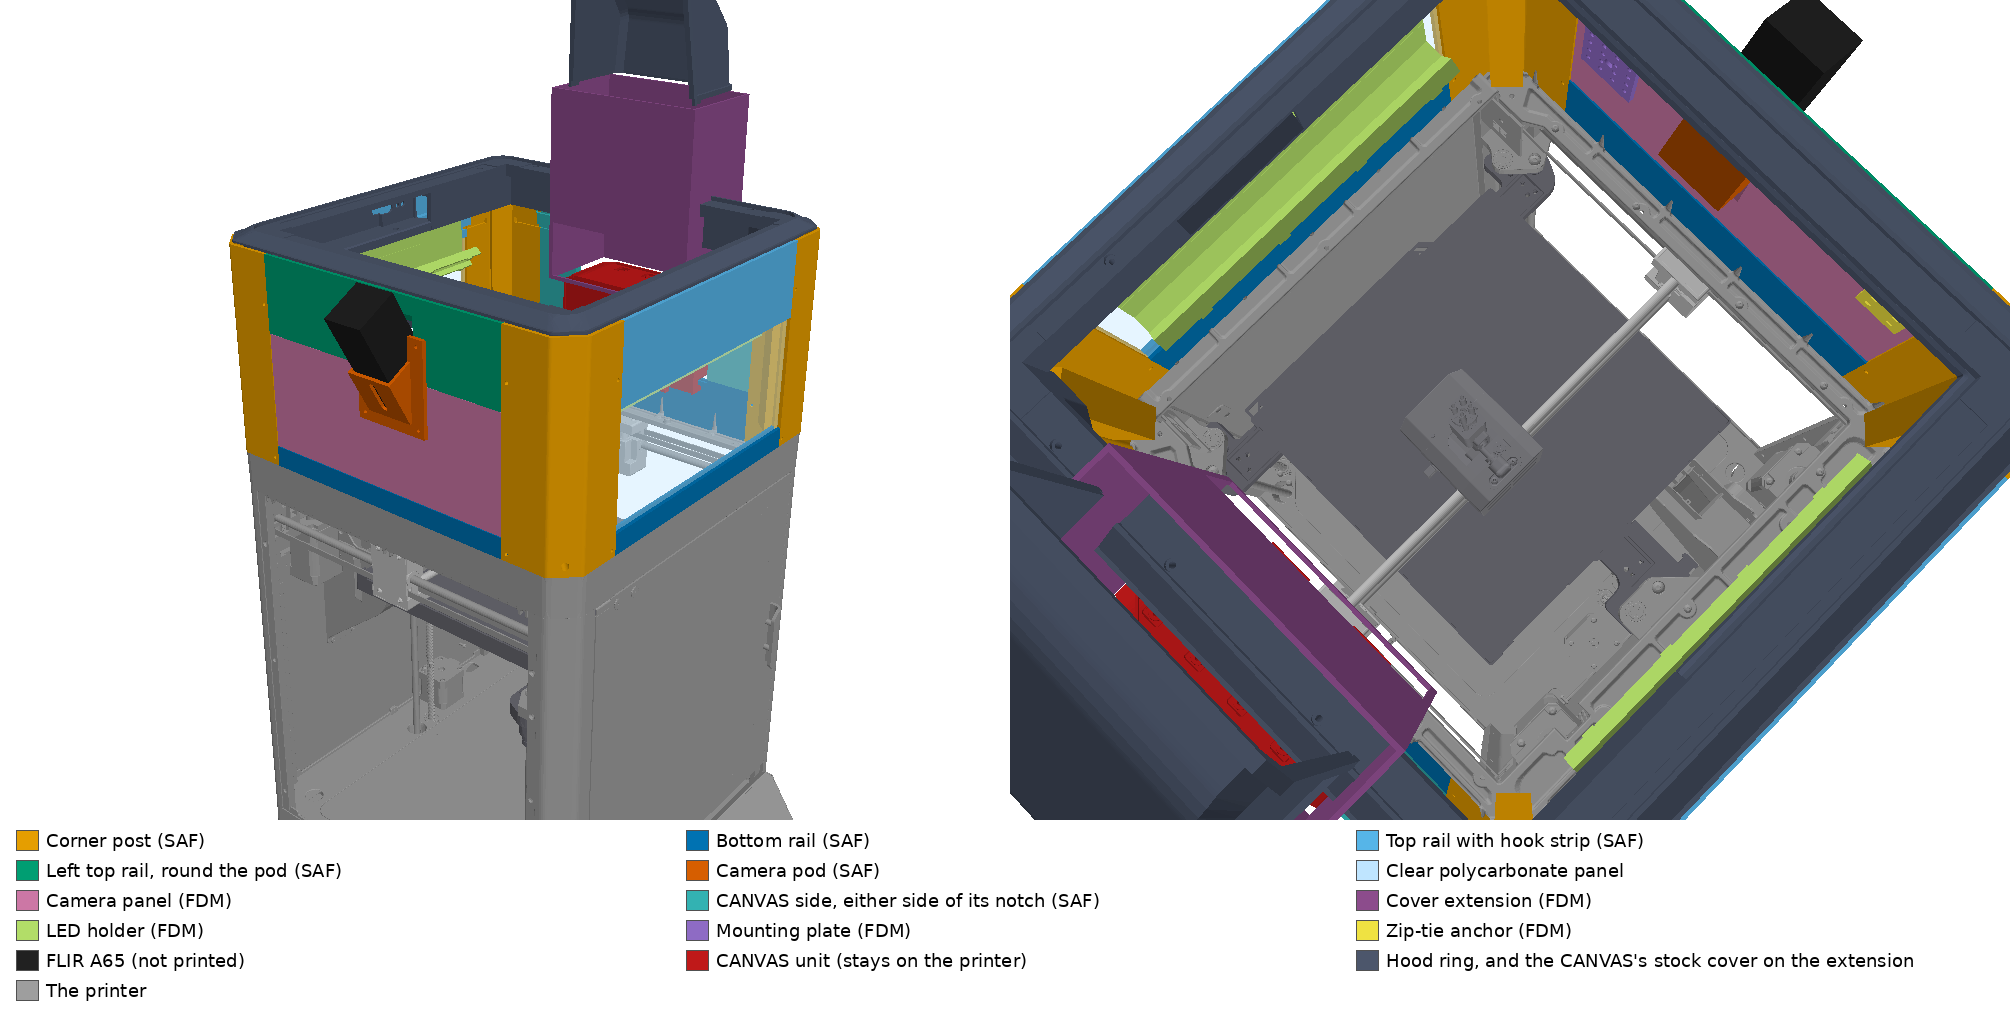 Corner post (SAF)
Bottom rail (SAF)
Top rail with hook strip (SAF)
Left top rail, round the pod (SAF)
Camera pod (SAF)
Clear polycarbonate panel
Camera panel (FDM)
CANVAS side, either side of its notch (SAF)
Cover extension (FDM)
LED holder (FDM)
Mounting plate (FDM)
Zip-tie anchor (FDM)
FLIR A65 (not printed)
CANVAS unit (stays on the printer)
Hood ring, and the CANVAS's stock cover on the extension
The printer